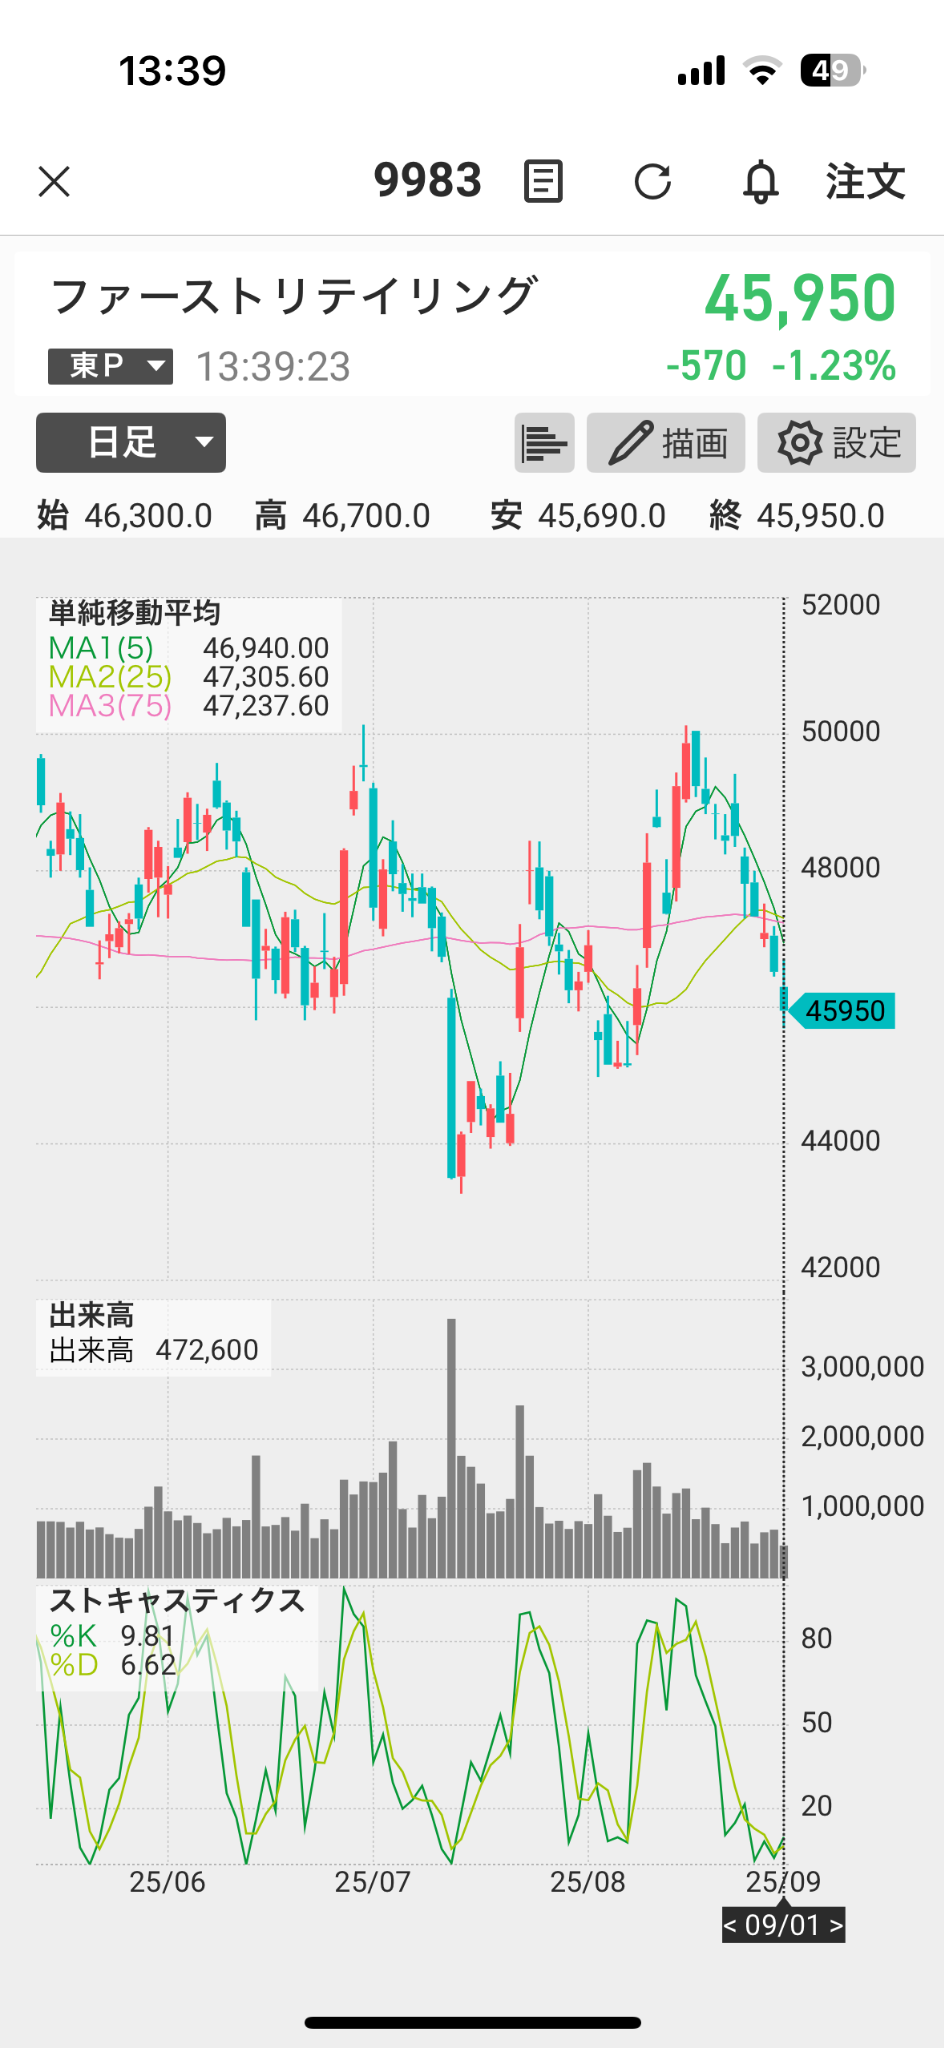 13:39
49
9983
注文
ファーストリテイリング
45,950
東P
13:39:23
-570 -1.23%
日足
描画
設定
始 46,300.0 高 46,700.0 安 45,690.0 終 45,950.0
単純移動平均
MA1(5) 46,940.00
MA2(25) 47,305.60
MA3(75) 47,237.60
52000
50000
48000
45950
44000
42000
出来高
出来高 472,600
3,000,000
2,000,000
1,000,000
ストキャスティクス
%K 9.81
%D 6.62
80
50
20
25/06
25/07
25/08
25/09
< 09/01 >